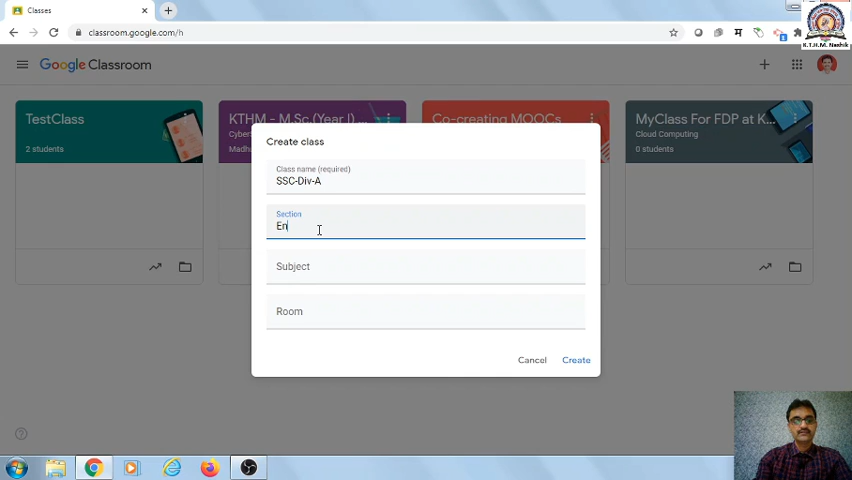 Classes
classroom.google.com/h
K.T.H.M. Nashik
Google Classroom
TestClass
2 students
KTHM - M.Sc.(Year I) ...
Co-creating MOOCs
MyClass For FDP at K...
Cloud Computing
0 students
Create class
Class name (required)
SSC-Div-A
Section
En
Subject
Room
Cancel
Create